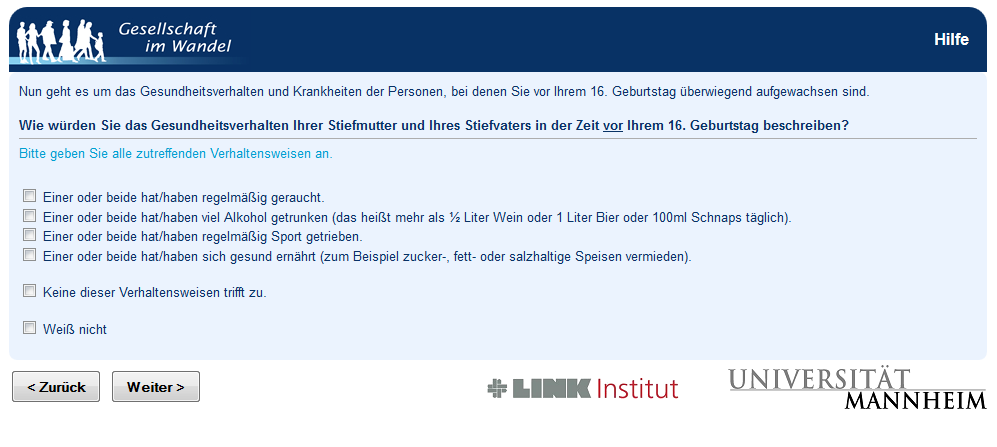 Gesellschaft
im Wandel
Hilfe
Nun geht es um das Gesundheitsverhalten und Krankheiten der Personen, bei denen Sie vor Ihrem 16. Geburtstag überwiegend aufgewachsen sind.
Wie würden Sie das Gesundheitsverhalten Ihrer Stiefmutter und Ihres Stiefvaters in der Zeit vor Ihrem 16. Geburtstag beschreiben?
Bitte geben Sie alle zutreffenden Verhaltensweisen an.
Einer oder beide hat/haben regelmäßig geraucht.
Einer oder beide hat/haben viel Alkohol getrunken (das heißt mehr als ½ Liter Wein oder 1 Liter Bier oder 100ml Schnaps täglich).
Einer oder beide hat/haben regelmäßig Sport getrieben.
Einer oder beide hat/haben sich gesund ernährt (zum Beispiel zucker-, fett- oder salzhaltige Speisen vermieden).
Keine dieser Verhaltensweisen trifft zu.
Weiß nicht
< Zurück
Weiter >
LINK Institut
UNIVERSITÄT
MANNHEIM